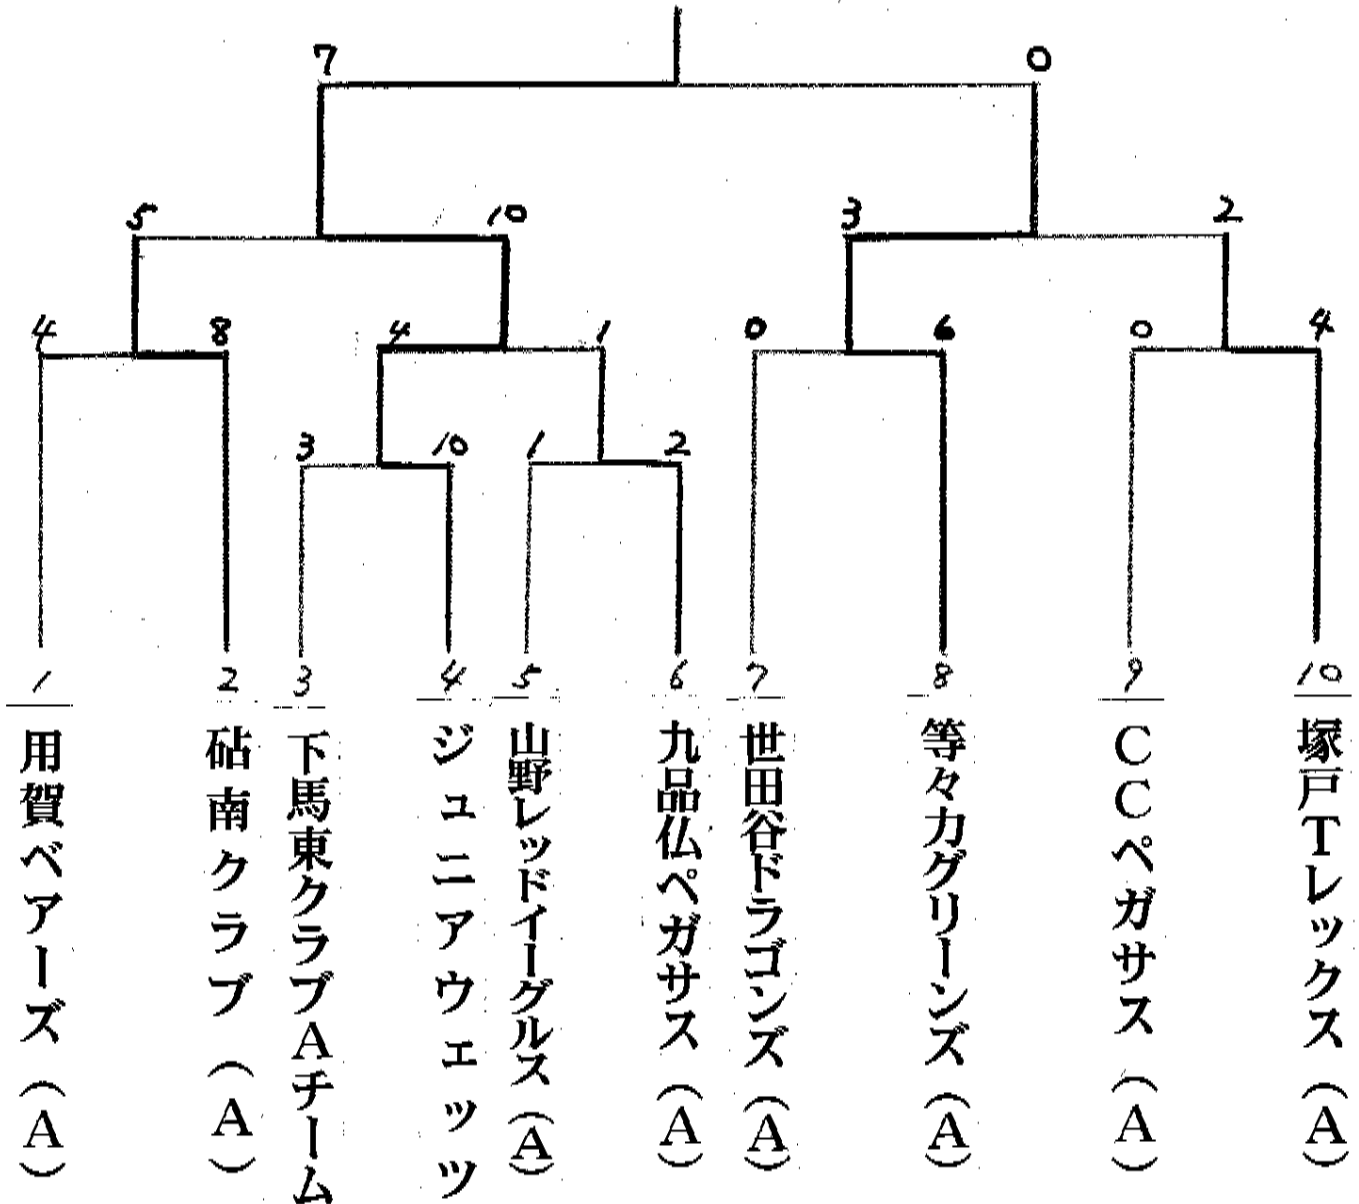 7 0
5 10 3 2
4 8 4 1 0 6 0 4
3 10 1 2
1 2 3 4 5 6 7 8 9 10
用賀ベアーズ（A）
砧南クラブ（A）
下馬東クラブAチーム
ジュニアウェッツ
山野レッドイーグルス（A）
九品仏ペガサス（A）
世田谷ドラゴンズ（A）
等々力グリーンズ（A）
CCペガサス（A）
塚戸Tレックス（A）